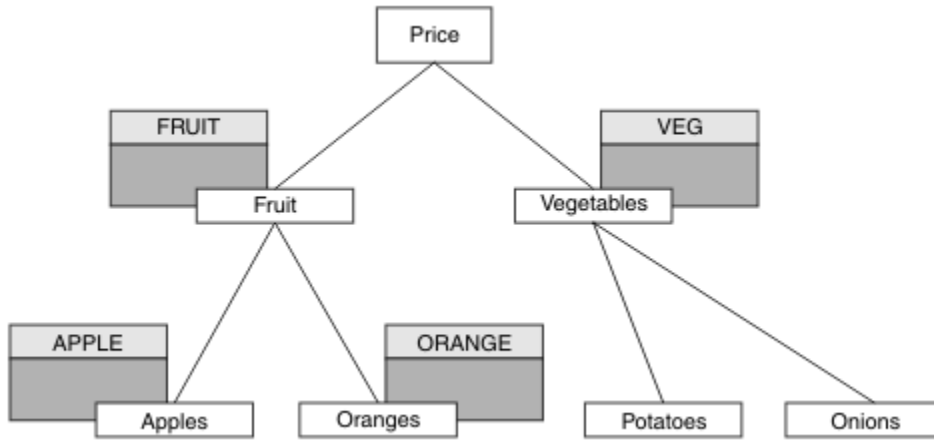 Price
FRUIT
VEG
Fruit
Vegetables
APPLE
ORANGE
Apples
Oranges
Potatoes
Onions